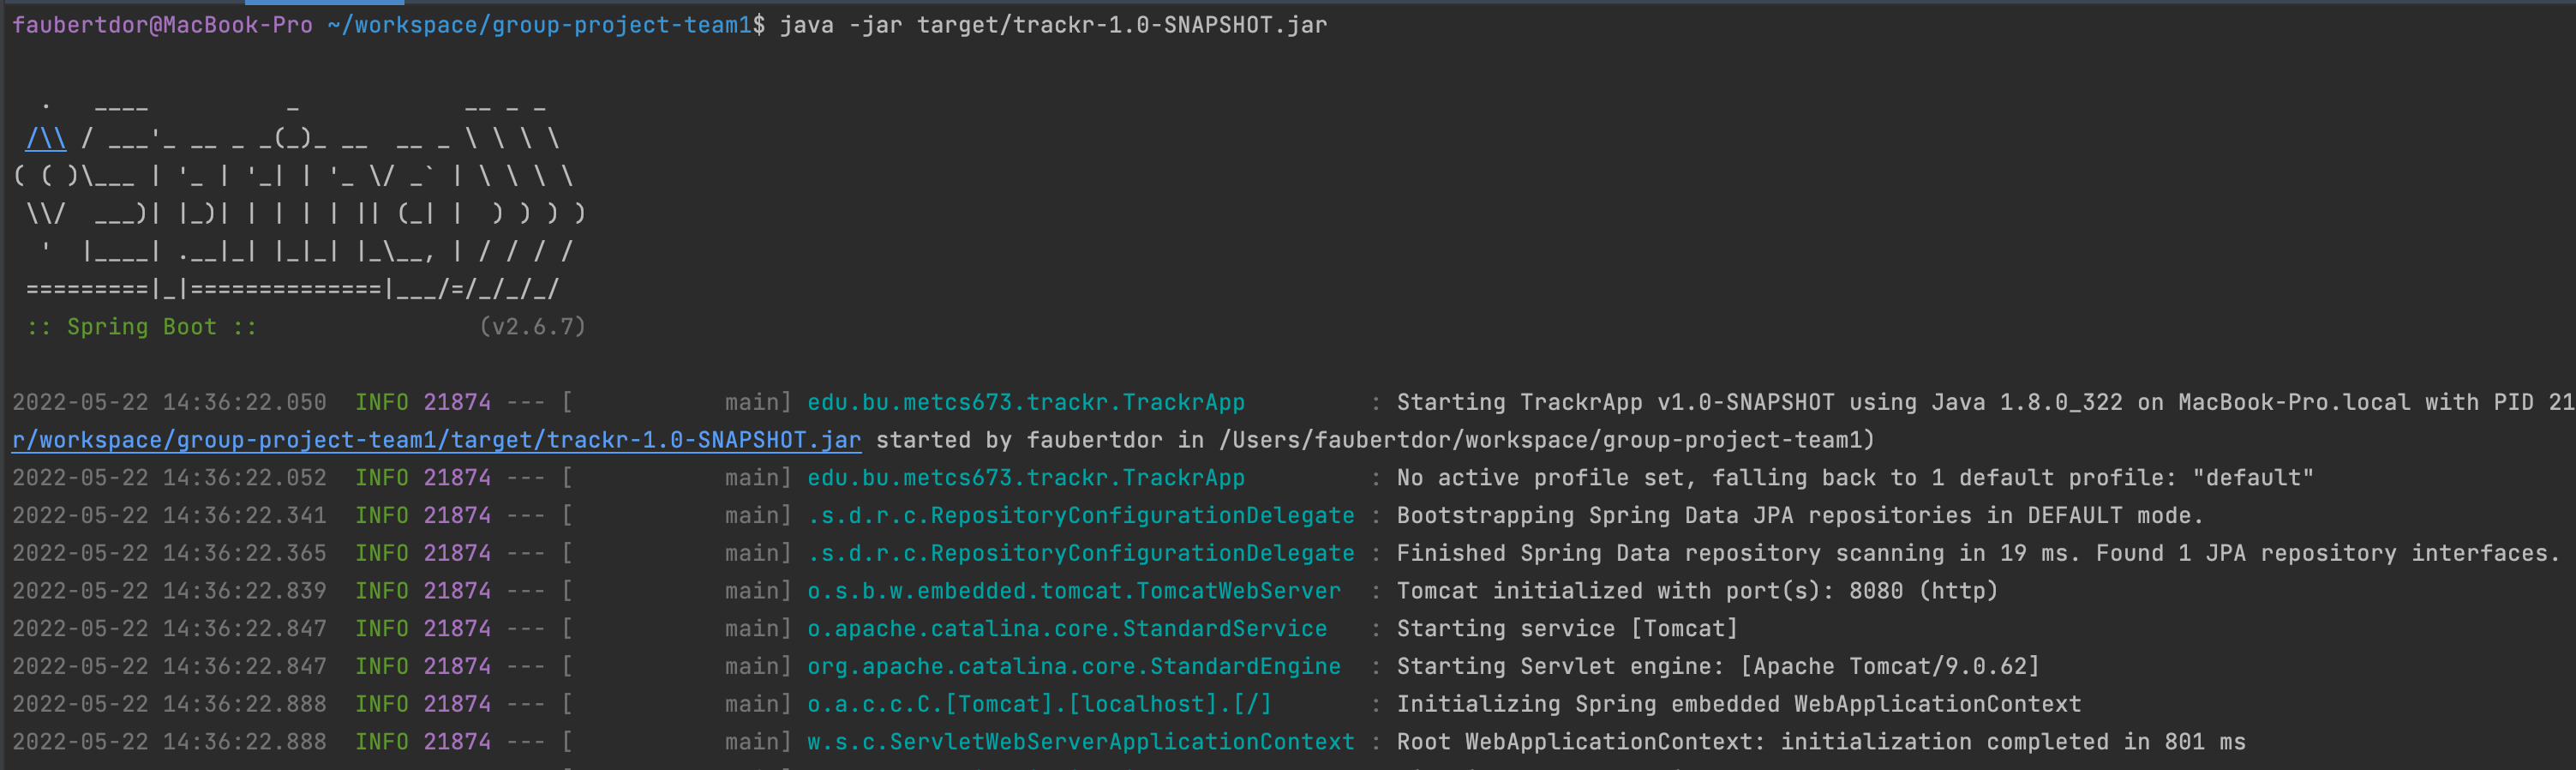 faubertdor@MacBook-Pro ~/workspace/group-project-team1$ java -jar target/trackr-1.0-SNAPSHOT.jar
  .   ____          _            __ _ _
 /\\ / ___'_ __ _ _(_)_ __  __ _ \ \ \ \
( ( )\___ | '_ | '_| | '_ \/ _` | \ \ \ \
 \\/  ___)| |_)| | | | | || (_| |  ) ) ) )
  '  |____| .__|_| |_|_| |_\__, | / / / /
 =========|_|==============|___/=/_/_/_/
 :: Spring Boot ::                (v2.6.7)
2022-05-22 14:36:22.050  INFO 21874 --- [           main] edu.bu.metcs673.trackr.TrackrApp         : Starting TrackrApp v1.0-SNAPSHOT using Java 1.8.0_322 on MacBook-Pro.local with PID 21
r/workspace/group-project-team1/target/trackr-1.0-SNAPSHOT.jar started by faubertdor in /Users/faubertdor/workspace/group-project-team1)
2022-05-22 14:36:22.052  INFO 21874 --- [           main] edu.bu.metcs673.trackr.TrackrApp         : No active profile set, falling back to 1 default profile: "default"
2022-05-22 14:36:22.341  INFO 21874 --- [           main] .s.d.r.c.RepositoryConfigurationDelegate : Bootstrapping Spring Data JPA repositories in DEFAULT mode.
2022-05-22 14:36:22.365  INFO 21874 --- [           main] .s.d.r.c.RepositoryConfigurationDelegate : Finished Spring Data repository scanning in 19 ms. Found 1 JPA repository interfaces.
2022-05-22 14:36:22.839  INFO 21874 --- [           main] o.s.b.w.embedded.tomcat.TomcatWebServer  : Tomcat initialized with port(s): 8080 (http)
2022-05-22 14:36:22.847  INFO 21874 --- [           main] o.apache.catalina.core.StandardService   : Starting service [Tomcat]
2022-05-22 14:36:22.847  INFO 21874 --- [           main] org.apache.catalina.core.StandardEngine  : Starting Servlet engine: [Apache Tomcat/9.0.62]
2022-05-22 14:36:22.888  INFO 21874 --- [           main] o.a.c.c.C.[Tomcat].[localhost].[/]       : Initializing Spring embedded WebApplicationContext
2022-05-22 14:36:22.888  INFO 21874 --- [           main] w.s.c.ServletWebServerApplicationContext : Root WebApplicationContext: initialization completed in 801 ms